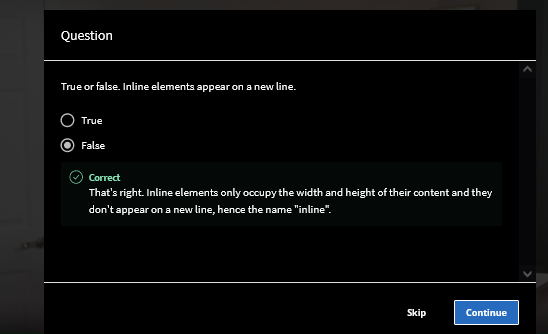 Question
True or false. Inline elements appear on a new line.
True
False
Correct
That's right. Inline elements only occupy the width and height of their content and they
don't appear on a new line, hence the name "inline".
Skip
Continue